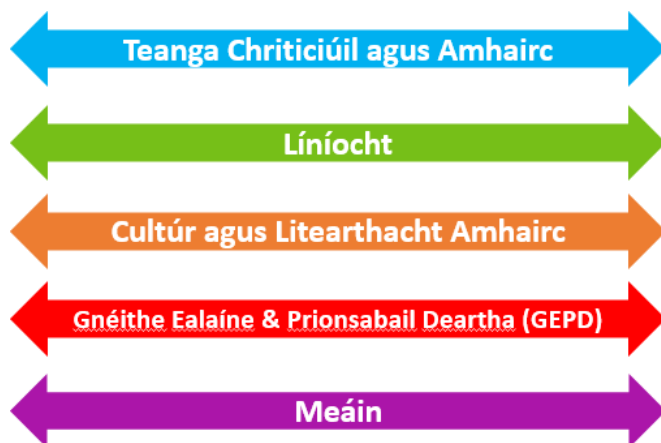 Teanga Chriticiúil agus Amhairc
Líníocht
Cultúr agus Litearthacht Amhairc
Gnéithe Ealaíne & Prionsabail Deartha (GEPD)
Meáin